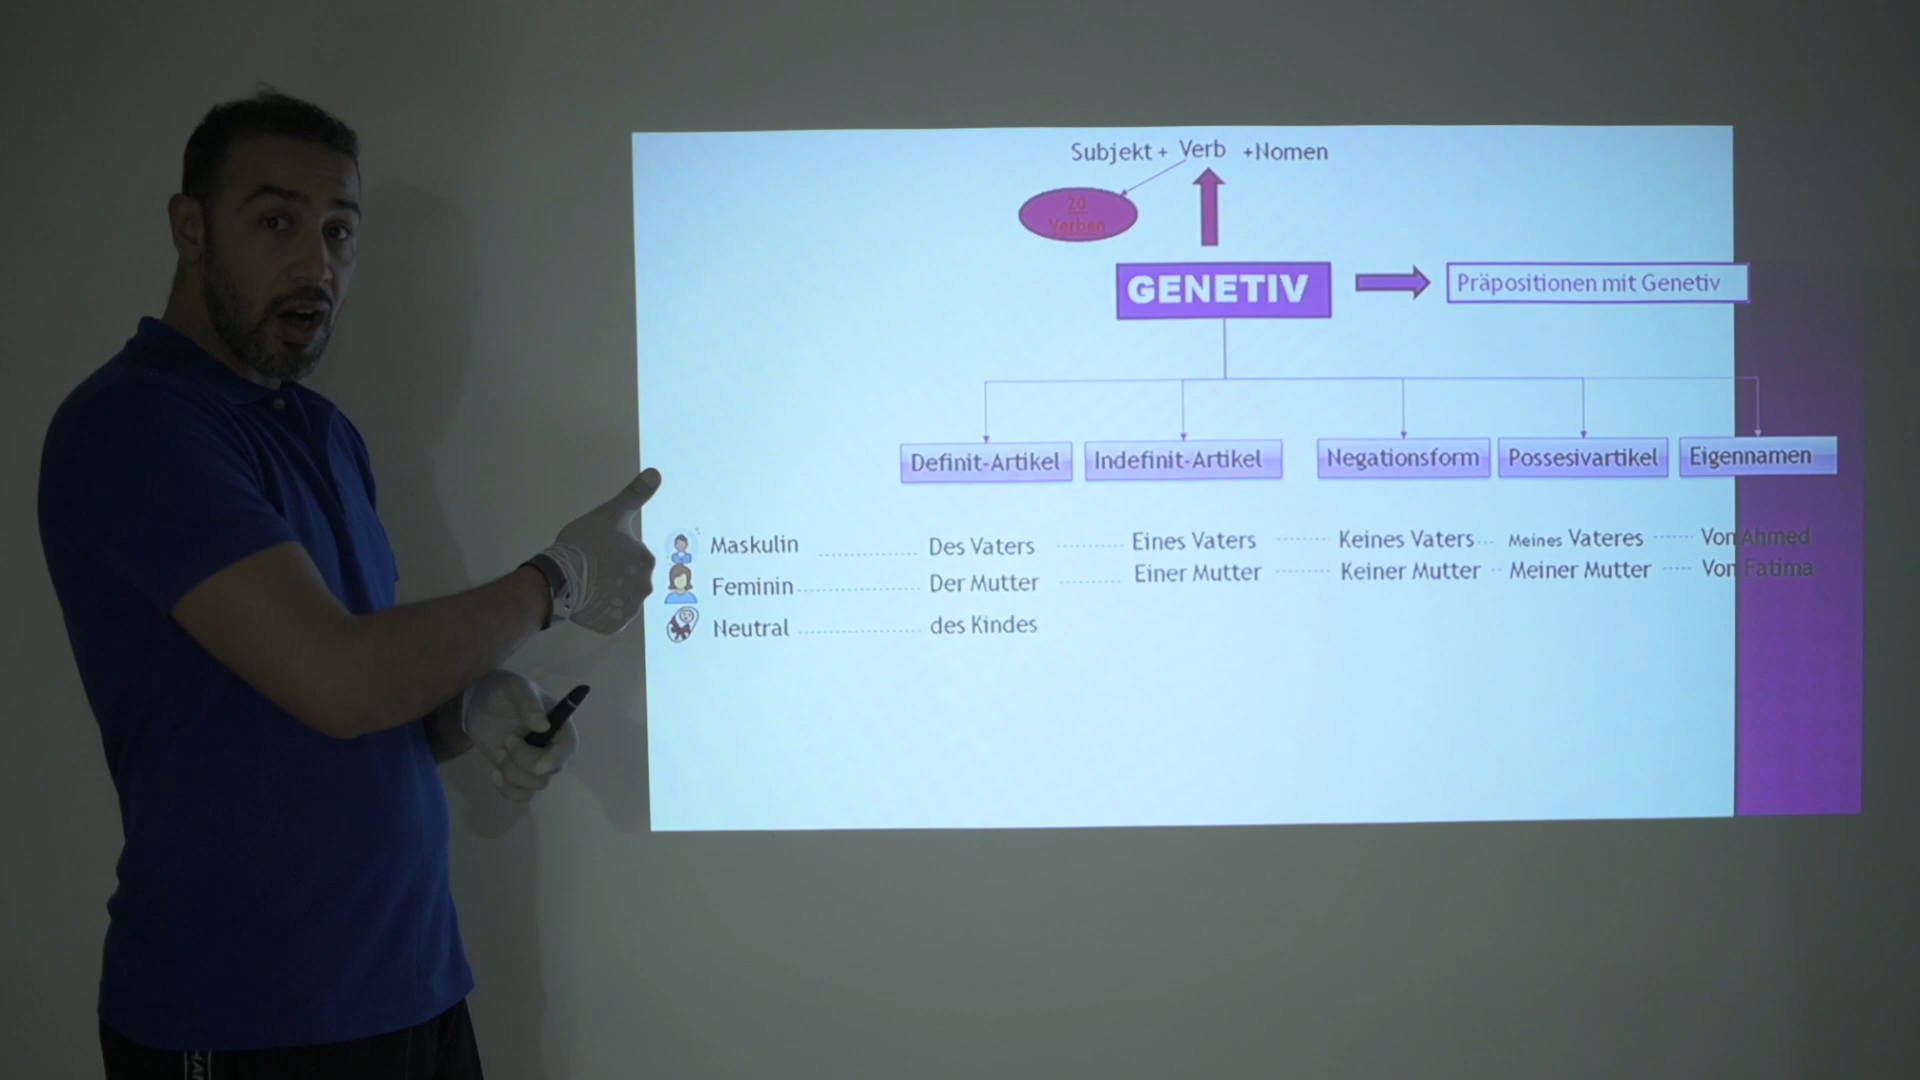 Subjekt + Verb +Nomen
20
Verben
GENETIV
Präpositionen mit Genetiv
Definit-Artikel Indefinit-Artikel Negationsform Possesivartikel Eigennamen
Maskulin Des Vaters Eines Vaters Keines Vaters Meines Vateres Von Ahmed
Feminin Der Mutter Einer Mutter Keiner Mutter Meiner Mutter Von Fatima
Neutral des Kindes